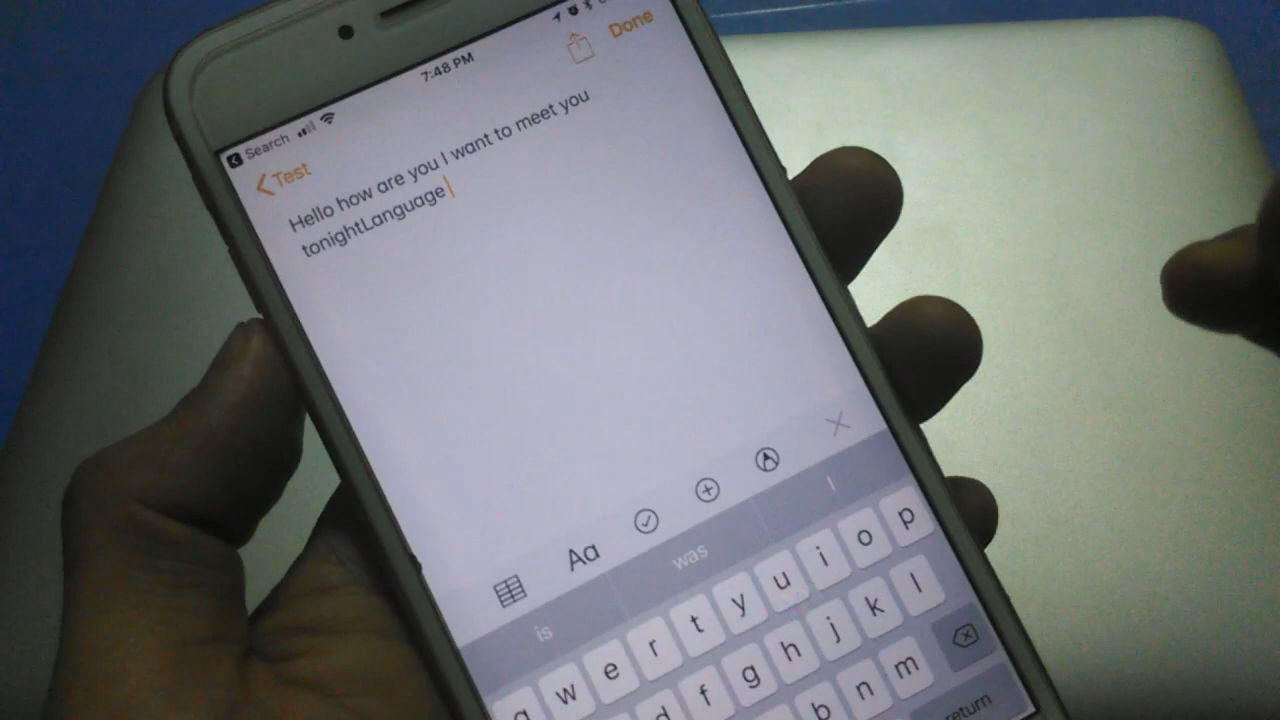 7:48 PM
Search
Done
Test
Hello how are you I want to meet you
tonightLanguage
Aa
is was I
q w e r t y u i o p
d f g h j k l
b n m
return